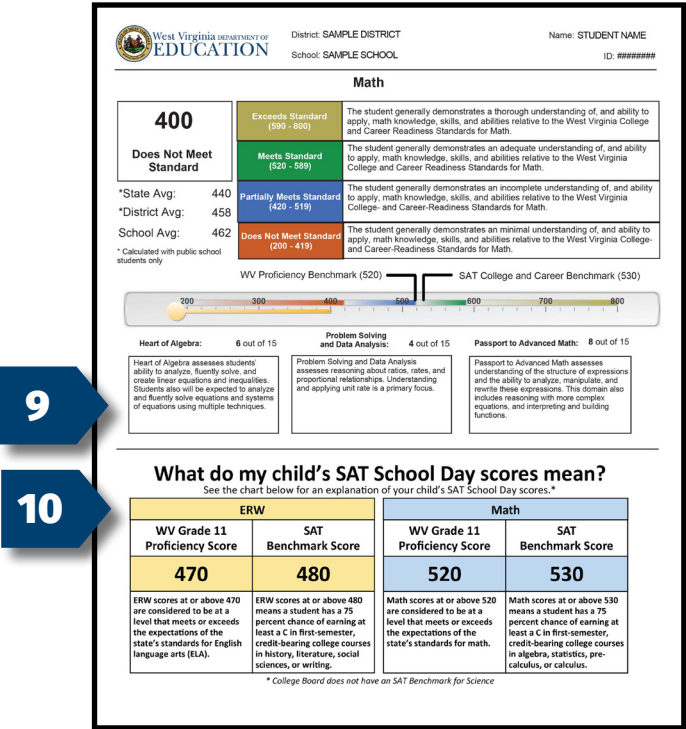 West Virginia DEPARTMENT OF
EDUCATION
District: SAMPLE DISTRICT
School: SAMPLE SCHOOL
Name: STUDENT NAME
ID: ########
Math
400
Does Not Meet
Standard
*State Avg: 440
*District Avg: 458
School Avg: 462
* Calculated with public school
students only
Exceeds Standard
(590 - 800)
The student generally demonstrates a thorough understanding of, and ability to
apply, math knowledge, skills, and abilities relative to the West Virginia College
and Career Readiness Standards for Math.
Meets Standard
(520 - 589)
The student generally demonstrates an adequate understanding of, and ability
to apply, math knowledge, skills, and abilities relative to the West Virginia
College and Career Readiness Standards for Math.
Partially Meets Standard
(420 - 519)
The student generally demonstrates an incomplete understanding of, and ability
to apply, math knowledge, skills, and abilities relative to the West Virginia
College- and Career-Readiness Standards for Math.
Does Not Meet Standard
(200 - 419)
The student generally demonstrates an minimal understanding of, and ability to
apply, math knowledge, skills, and abilities relative to the West Virginia College-
and Career-Readiness Standards for Math.
WV Proficiency Benchmark (520)
SAT College and Career Benchmark (530)
200 300 400 500 600 700 800
Heart of Algebra: 6 out of 15
Problem Solving
and Data Analysis: 4 out of 15
Passport to Advanced Math: 8 out of 15
Heart of Algebra assesses students'
ability to analyze, fluently solve, and
create linear equations and inequalities.
Students also will be expected to analyze
and fluently solve equations and systems
of equations using multiple techniques.
Problem Solving and Data Analysis
assesses reasoning about ratios, rates, and
proportional relationships. Understanding
and applying unit rate is a primary focus.
Passport to Advanced Math assesses
understanding of the structure of expressions
and the ability to analyze, manipulate, and
rewrite these expressions. This domain also
includes reasoning with more complex
equations, and interpreting and building
functions.
9
10
What do my child's SAT School Day scores mean?
See the chart below for an explanation of your child's SAT School Day scores.*
ERW
WV Grade 11
Proficiency Score
SAT
Benchmark Score
470
480
ERW scores at or above 470
are considered to be at a
level that meets or exceeds
the expectations of the
state's standards for English
language arts (ELA).
ERW scores at or above 480
means a student has a 75
percent chance of earning at
least a C in first-semester,
credit-bearing college courses
in history, literature, social
sciences, or writing.
Math
WV Grade 11
Proficiency Score
SAT
Benchmark Score
520
530
Math scores at or above 520
are considered to be at a
level that meets or exceeds
the expectations of the
state's standards for math.
Math scores at or above 530
means a student has a 75
percent chance of earning at
least a C in first-semester,
credit-bearing college courses
in algebra, statistics, pre-
calculus, or calculus.
* College Board does not have an SAT Benchmark for Science